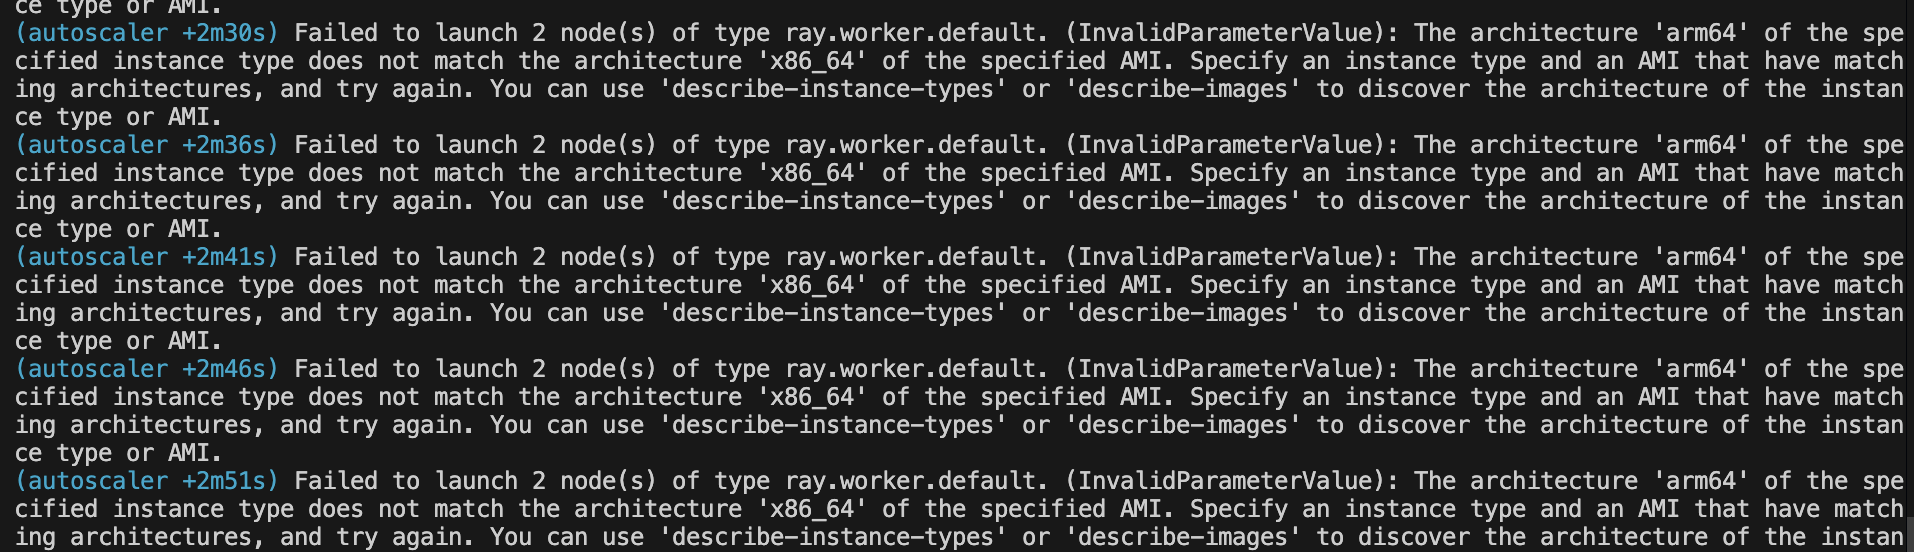 ce type or AMI.
(autoscaler +2m30s) Failed to launch 2 node(s) of type ray.worker.default. (InvalidParameterValue): The architecture 'arm64' of the spe
cified instance type does not match the architecture 'x86_64' of the specified AMI. Specify an instance type and an AMI that have match
ing architectures, and try again. You can use 'describe-instance-types' or 'describe-images' to discover the architecture of the instan
ce type or AMI.
(autoscaler +2m36s) Failed to launch 2 node(s) of type ray.worker.default. (InvalidParameterValue): The architecture 'arm64' of the spe
cified instance type does not match the architecture 'x86_64' of the specified AMI. Specify an instance type and an AMI that have match
ing architectures, and try again. You can use 'describe-instance-types' or 'describe-images' to discover the architecture of the instan
ce type or AMI.
(autoscaler +2m41s) Failed to launch 2 node(s) of type ray.worker.default. (InvalidParameterValue): The architecture 'arm64' of the spe
cified instance type does not match the architecture 'x86_64' of the specified AMI. Specify an instance type and an AMI that have match
ing architectures, and try again. You can use 'describe-instance-types' or 'describe-images' to discover the architecture of the instan
ce type or AMI.
(autoscaler +2m46s) Failed to launch 2 node(s) of type ray.worker.default. (InvalidParameterValue): The architecture 'arm64' of the spe
cified instance type does not match the architecture 'x86_64' of the specified AMI. Specify an instance type and an AMI that have match
ing architectures, and try again. You can use 'describe-instance-types' or 'describe-images' to discover the architecture of the instan
ce type or AMI.
(autoscaler +2m51s) Failed to launch 2 node(s) of type ray.worker.default. (InvalidParameterValue): The architecture 'arm64' of the spe
cified instance type does not match the architecture 'x86_64' of the specified AMI. Specify an instance type and an AMI that have match
ing architectures, and try again. You can use 'describe-instance-types' or 'describe-images' to discover the architecture of the instan